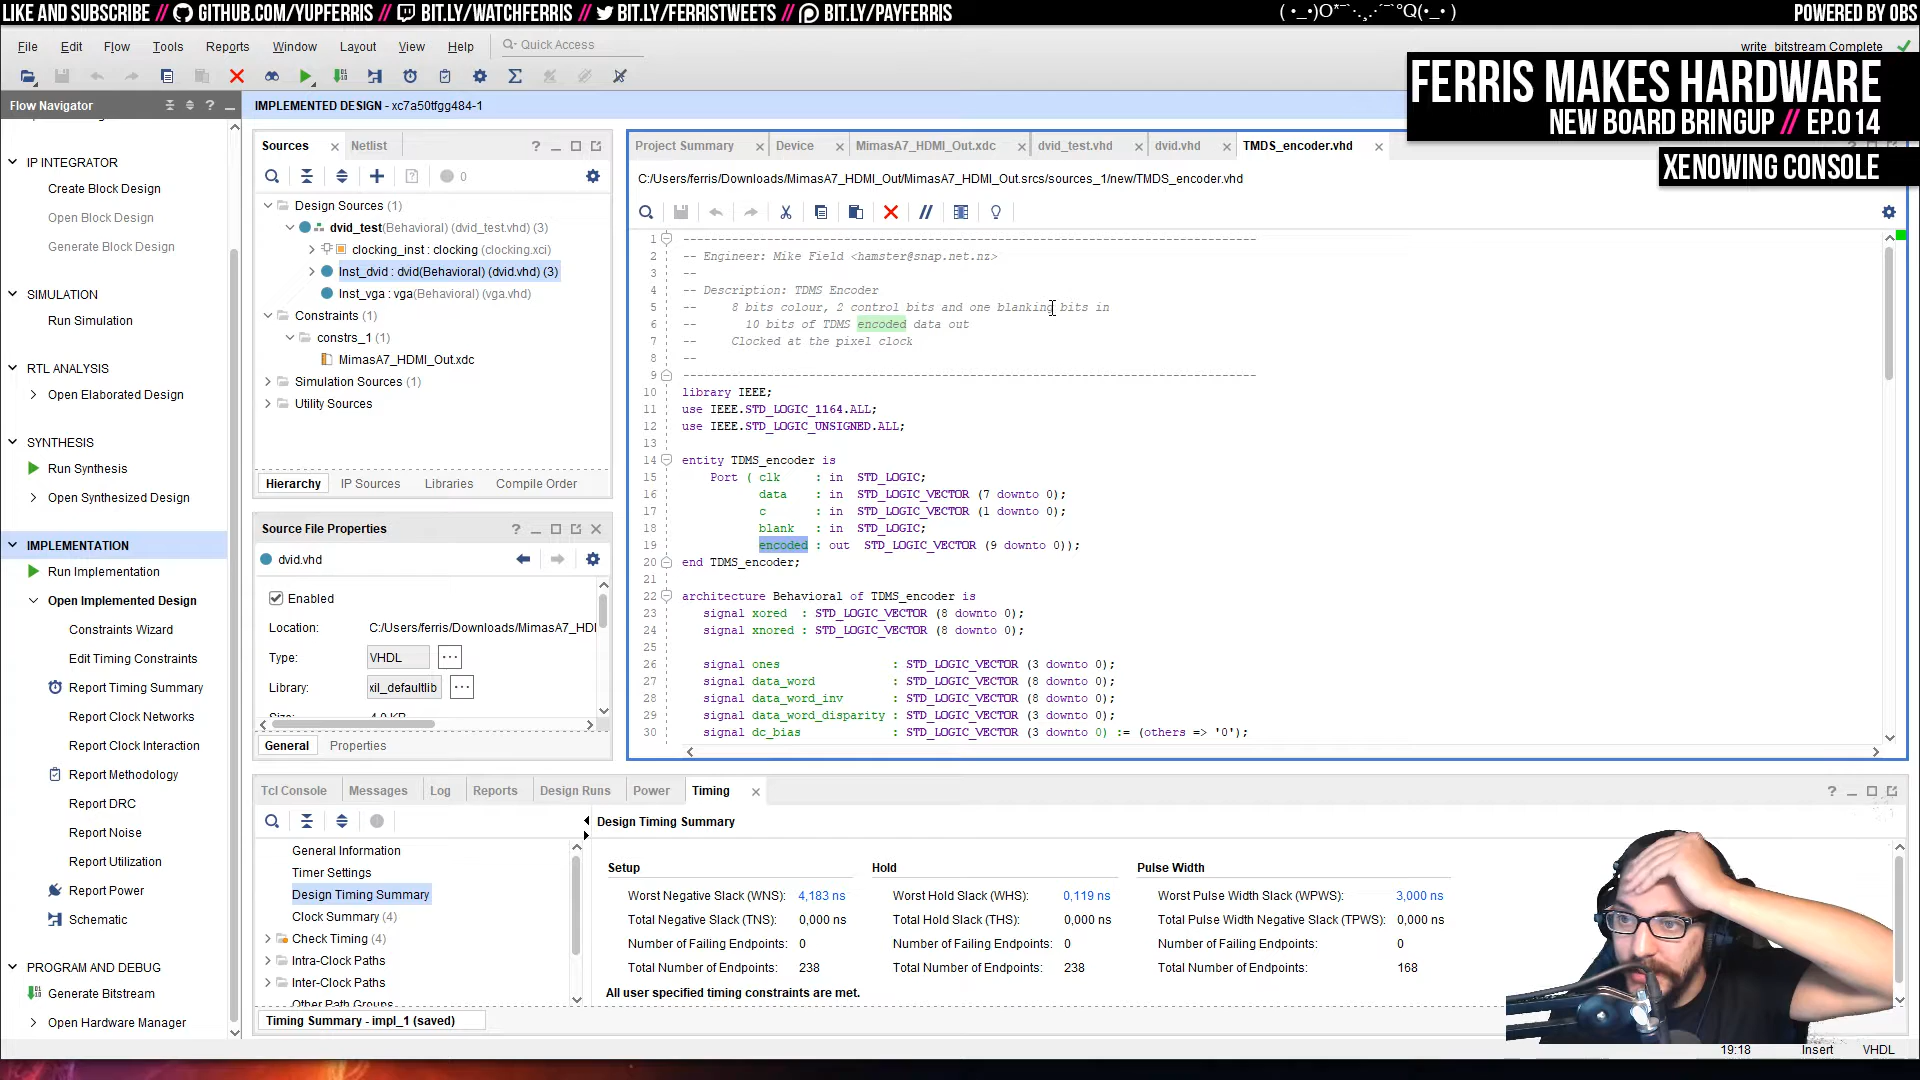 LIKE AND SUBSCRIBE // GITHUB.COM/YUPFERRIS // BIT.LY/WATCHFERRIS // BIT.LY/FERRISTWEETS // BIT.LY/PAYFERRIS
POWERED BY OBS
File Edit Flow Tools Reports Window Layout View Help Quick Access
write_bitstream Complete
FERRIS MAKES HARDWARE
NEW BOARD BRINGUP // EP.014
XENOWING CONSOLE
Flow Navigator
IMPLEMENTED DESIGN - xc7a50tfgg484-1
IP INTEGRATOR
Create Block Design
Open Block Design
Generate Block Design
SIMULATION
Run Simulation
RTL ANALYSIS
Open Elaborated Design
SYNTHESIS
Run Synthesis
Open Synthesized Design
IMPLEMENTATION
Run Implementation
Open Implemented Design
Constraints Wizard
Edit Timing Constraints
Report Timing Summary
Report Clock Networks
Report Clock Interaction
Report Methodology
Report DRC
Report Noise
Report Utilization
Report Power
Schematic
PROGRAM AND DEBUG
Generate Bitstream
Open Hardware Manager
Sources Netlist
0
Design Sources (1)
dvid_test(Behavioral) (dvid_test.vhd) (3)
clocking_inst : clocking (clocking.xci)
Inst_dvid : dvid(Behavioral) (dvid.vhd) (3)
Inst_vga : vga(Behavioral) (vga.vhd)
Constraints (1)
constrs_1 (1)
MimasA7_HDMI_Out.xdc
Simulation Sources (1)
Utility Sources
Hierarchy IP Sources Libraries Compile Order
Source File Properties
dvid.vhd
Enabled
Location: C:/Users/ferris/Downloads/MimasA7_HDI
Type: VHDL
Library: xil_defaultlib
General Properties
Project Summary Device MimasA7_HDMI_Out.xdc dvid_test.vhd dvid.vhd TMDS_encoder.vhd
C:/Users/ferris/Downloads/MimasA7_HDMI_Out/MimasA7_HDMI_Out.srcs/sources_1/new/TMDS_encoder.vhd
1 ----------------------------------------------------------------------------------
2 -- Engineer: Mike Field <hamster@snap.net.nz>
3 --
4 -- Description: TDMS Encoder
5 -- 8 bits colour, 2 control bits and one blanking bits in
6 -- 10 bits of TDMS encoded data out
7 -- Clocked at the pixel clock
8 --
9 ----------------------------------------------------------------------------------
10 library IEEE;
11 use IEEE.STD_LOGIC_1164.ALL;
12 use IEEE.STD_LOGIC_UNSIGNED.ALL;
13
14 entity TDMS_encoder is
15 Port ( clk : in STD_LOGIC;
16 data : in STD_LOGIC_VECTOR (7 downto 0);
17 c : in STD_LOGIC_VECTOR (1 downto 0);
18 blank : in STD_LOGIC;
19 encoded : out STD_LOGIC_VECTOR (9 downto 0));
20 end TDMS_encoder;
21
22 architecture Behavioral of TDMS_encoder is
23 signal xored : STD_LOGIC_VECTOR (8 downto 0);
24 signal xnored : STD_LOGIC_VECTOR (8 downto 0);
25
26 signal ones : STD_LOGIC_VECTOR (3 downto 0);
27 signal data_word : STD_LOGIC_VECTOR (8 downto 0);
28 signal data_word_inv : STD_LOGIC_VECTOR (8 downto 0);
29 signal data_word_disparity : STD_LOGIC_VECTOR (3 downto 0);
30 signal dc_bias : STD_LOGIC_VECTOR (3 downto 0) := (others => '0');
Tcl Console Messages Log Reports Design Runs Power Timing
Design Timing Summary
General Information
Timer Settings
Design Timing Summary
Clock Summary (4)
Check Timing (4)
Intra-Clock Paths
Inter-Clock Paths
Other Path Groups
Timing Summary - impl_1 (saved)
Setup Hold Pulse Width
Worst Negative Slack (WNS): 4,183 ns Worst Hold Slack (WHS): 0,119 ns Worst Pulse Width Slack (WPWS): 3,000 ns
Total Negative Slack (TNS): 0,000 ns Total Hold Slack (THS): 0,000 ns Total Pulse Width Negative Slack (TPWS): 0,000 ns
Number of Failing Endpoints: 0 Number of Failing Endpoints: 0 Number of Failing Endpoints: 0
Total Number of Endpoints: 238 Total Number of Endpoints: 238 Total Number of Endpoints: 168
All user specified timing constraints are met.
19:18 Insert VHDL